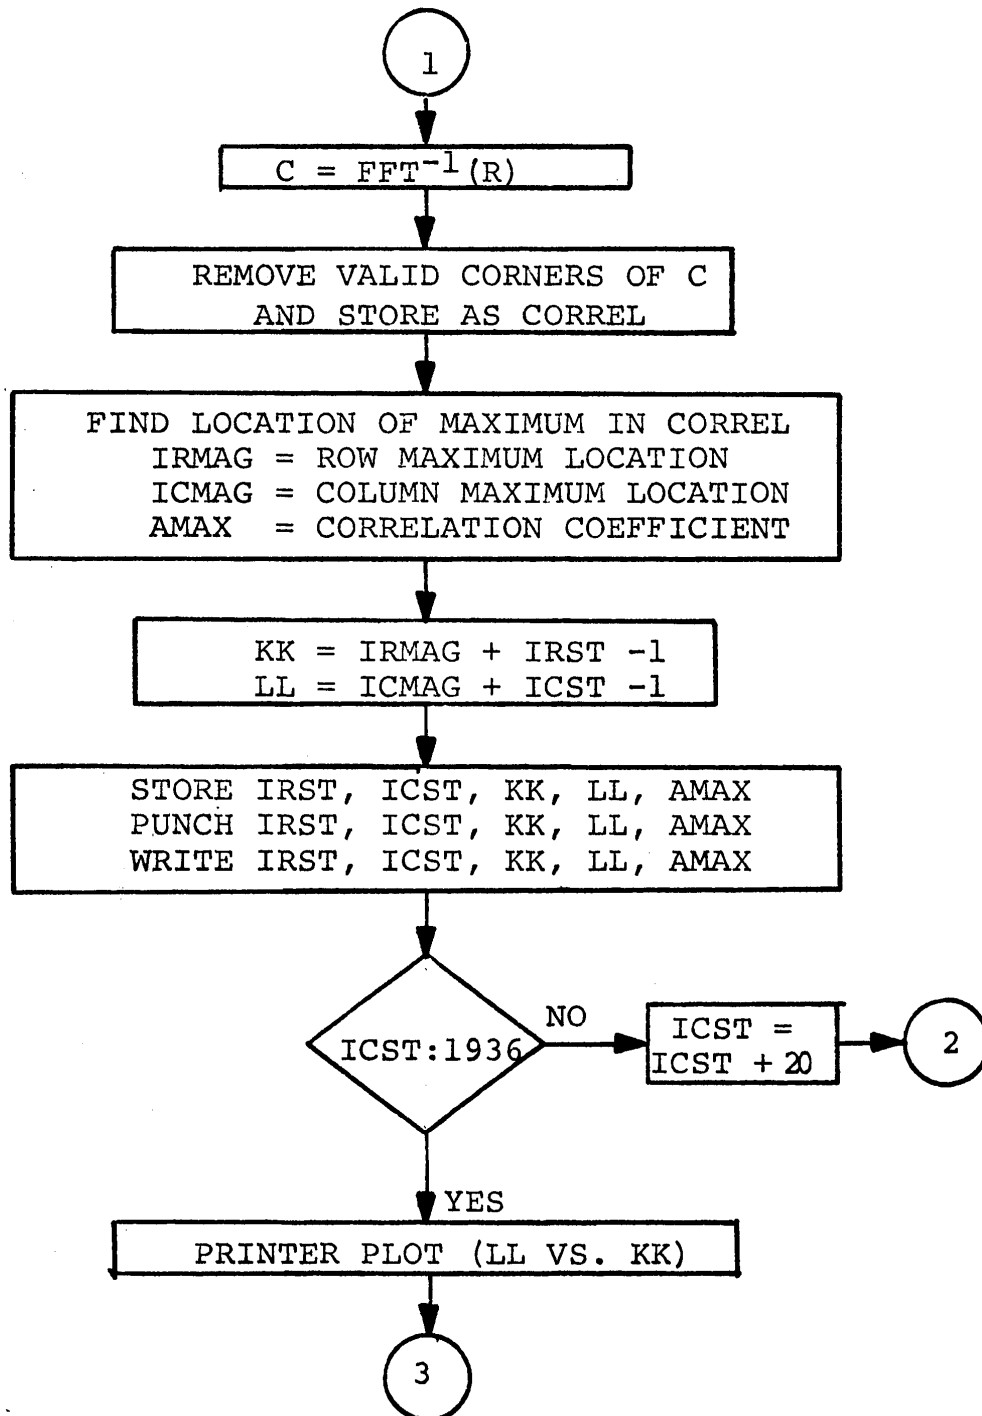 1
C = FFT⁻¹(R)
REMOVE VALID CORNERS OF C
AND STORE AS CORREL
FIND LOCATION OF MAXIMUM IN CORREL
IRMAG = ROW MAXIMUM LOCATION
ICMAG = COLUMN MAXIMUM LOCATION
AMAX = CORRELATION COEFFICIENT
KK = IRMAG + IRST -1
LL = ICMAG + ICST -1
STORE IRST, ICST, KK, LL, AMAX
PUNCH IRST, ICST, KK, LL, AMAX
WRITE IRST, ICST, KK, LL, AMAX
ICST:1936
NO
ICST =
ICST + 20
2
YES
PRINTER PLOT (LL VS. KK)
3